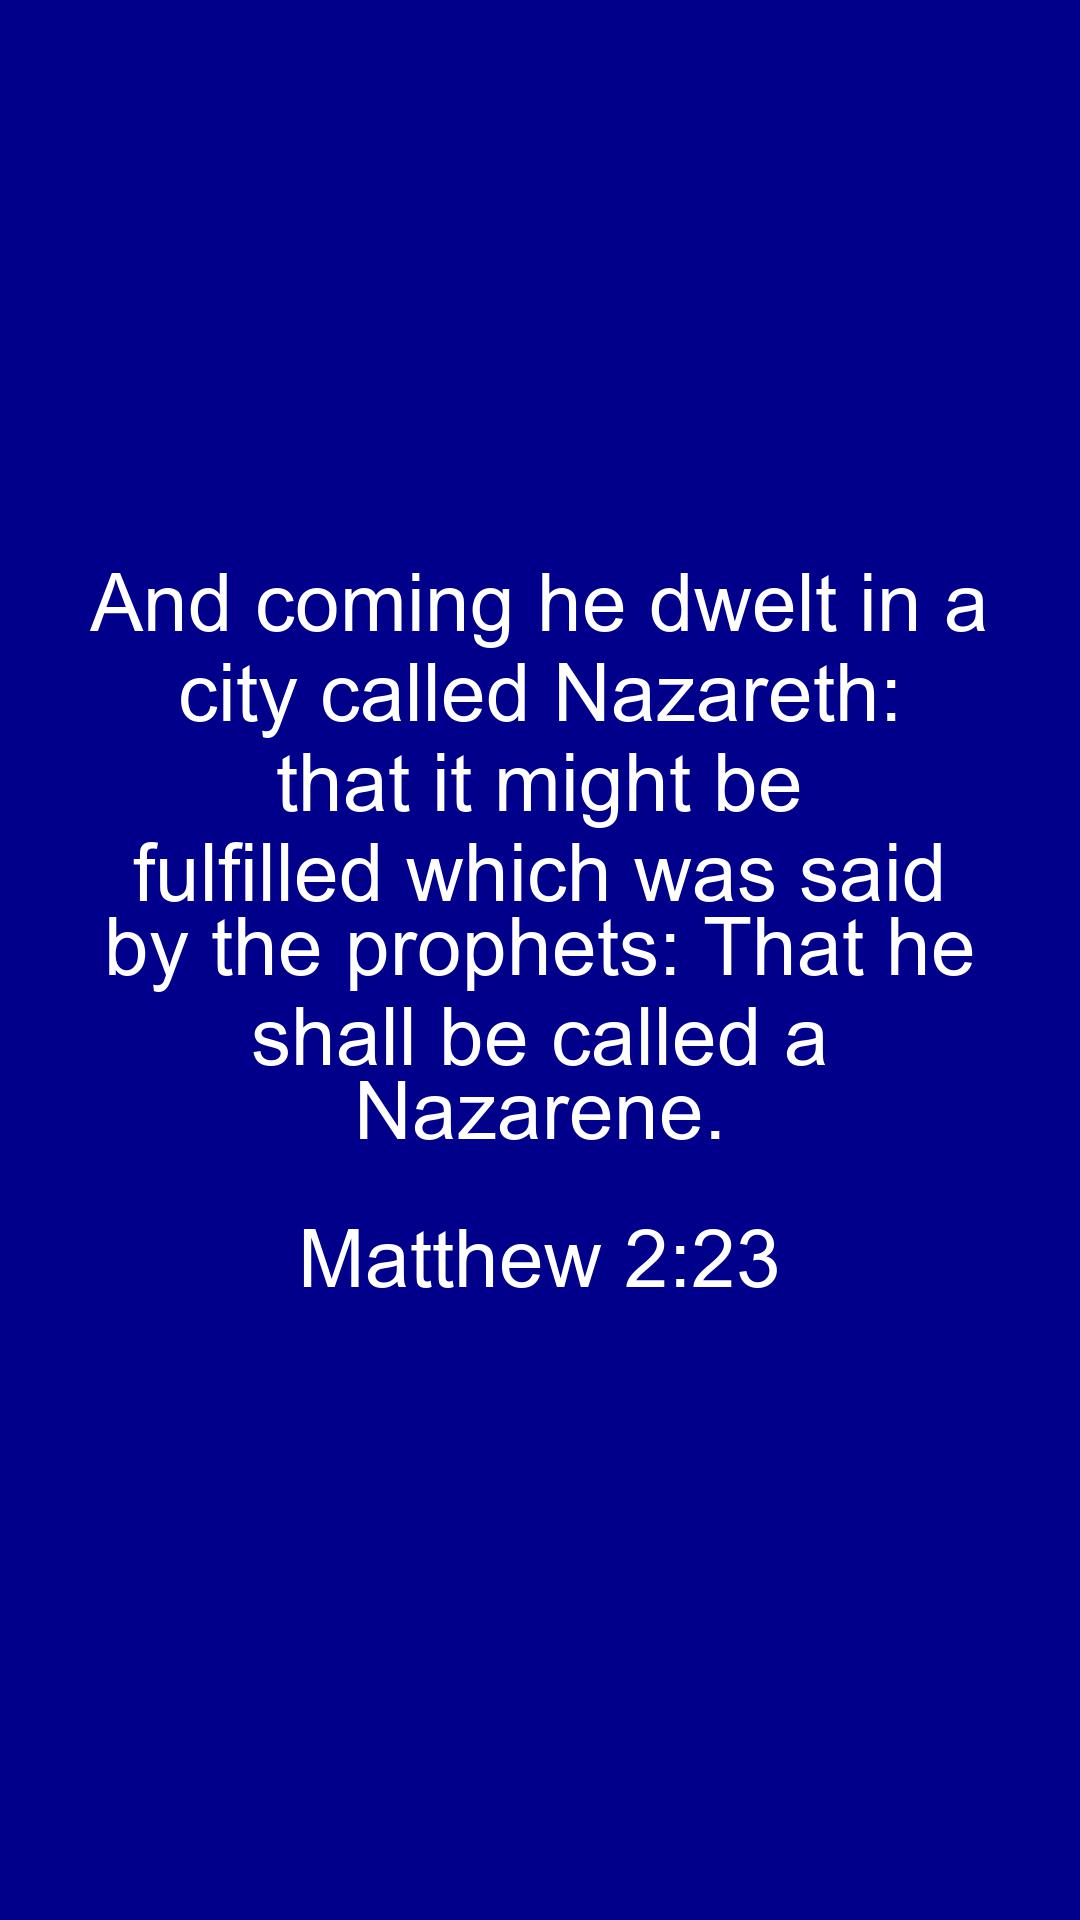 And coming he dwelt in a
city called Nazareth:
that it might be
fulfilled which was said
by the prophets: That he
shall be called a
Nazarene.
Matthew 2:23